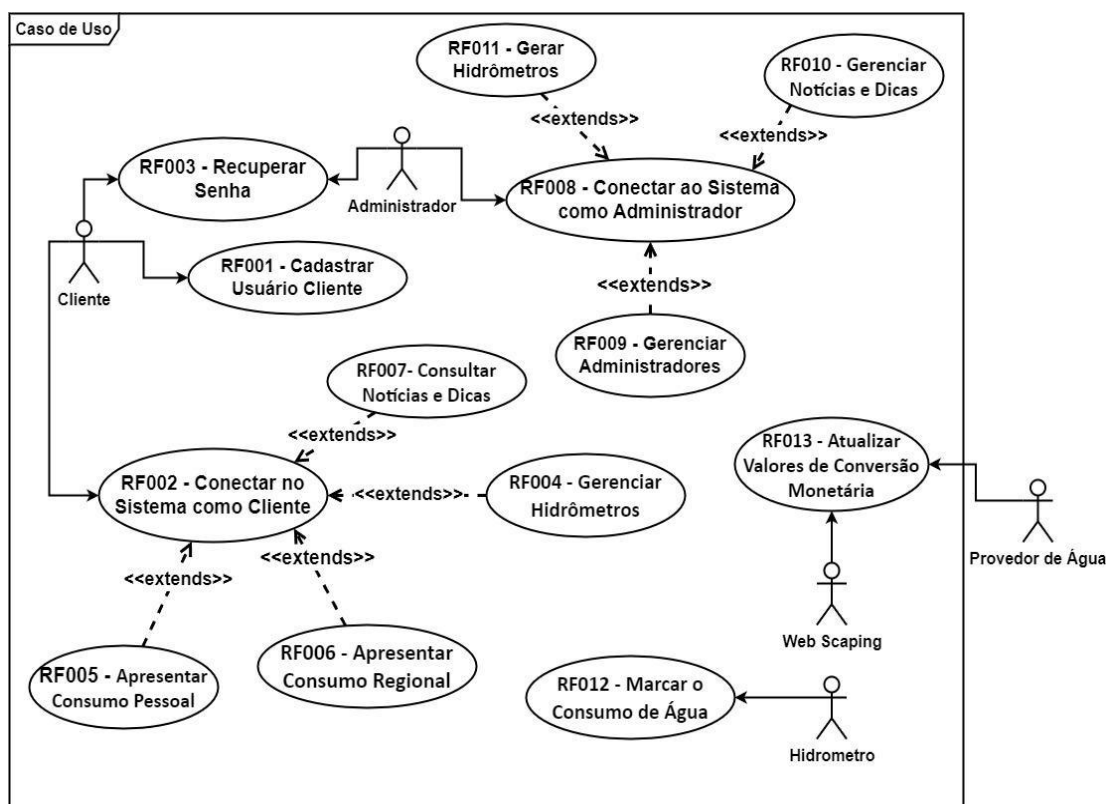 Caso de Uso
RF011 - Gerar
Hidrômetros
RF010 - Gerenciar
Notícias e Dicas
<<extends>>
<<extends>>
RF003 - Recuperar
Senha
Administrador
RF008 - Conectar ao Sistema
como Administrador
Cliente
RF001 - Cadastrar
Usuário Cliente
<<extends>>
RF009 - Gerenciar
Administradores
RF007- Consultar
Notícias e Dicas
<<extends>>
RF002 - Conectar no
Sistema como Cliente
<<extends>>
RF004 - Gerenciar
Hidrômetros
RF013 - Atualizar
Valores de Conversão
Monetária
Provedor de Água
<<extends>>
<<extends>>
Web Scaping
RF005 - Apresentar
Consumo Pessoal
RF006 - Apresentar
Consumo Regional
RF012 - Marcar o
Consumo de Água
Hidrometro